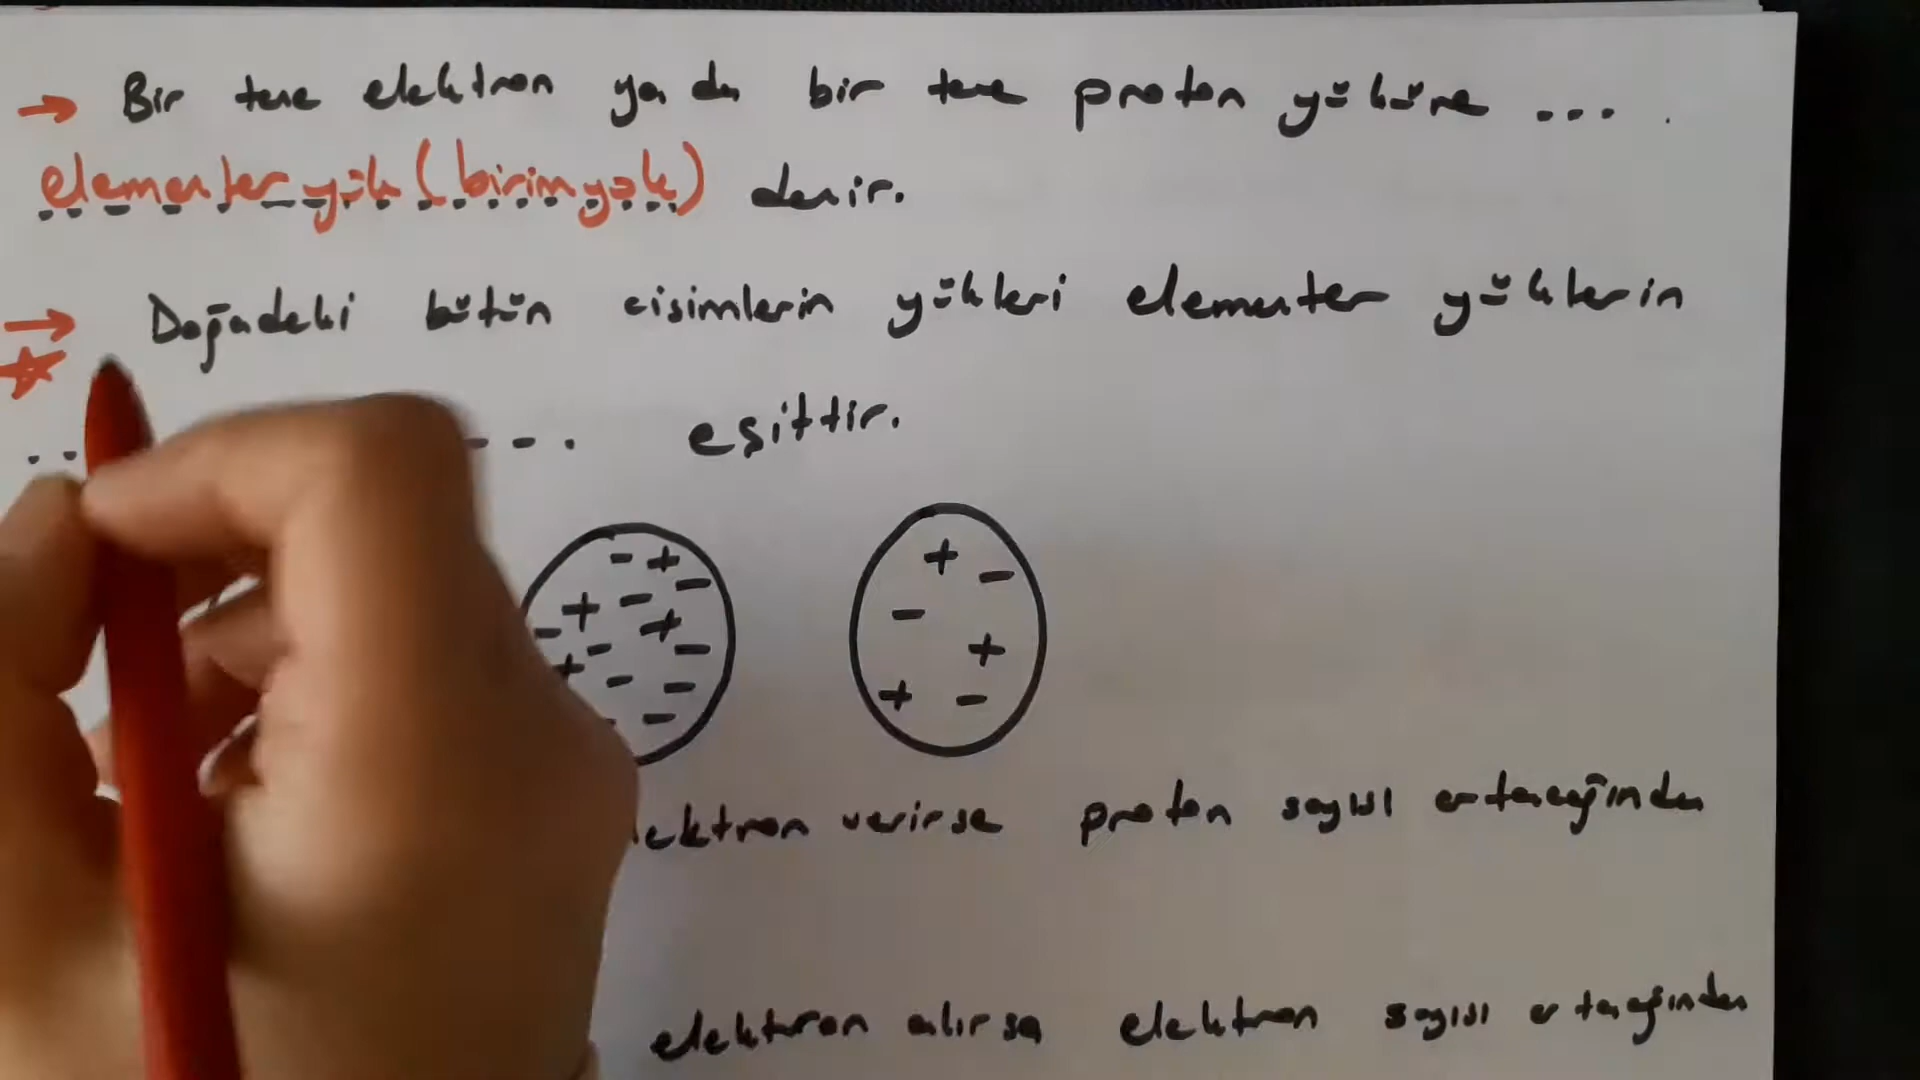 → Bir tane elektron ya da bir tane proton yüküne ... .
elementer yük (birim yük) denir.
→ Doğadaki bütün cisimlerin yükleri elementer yüklerin
eşittir.
- +
-
+ -
- +
- -
+
- -
-
+
-
-
+
+ -
elektron verirse proton sayısı artacağından
elektron alırsa elektron sayısı artacağından